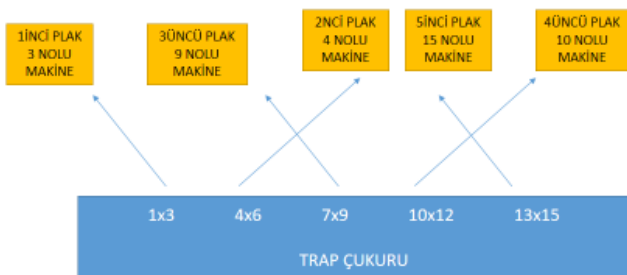 1İNCİ PLAK
3 NOLU
MAKİNE
3ÜNCÜ PLAK
9 NOLU
MAKİNE
2NCİ PLAK
4 NOLU
MAKİNE
5İNCİ PLAK
15 NOLU
MAKİNE
4ÜNCÜ PLAK
10 NOLU
MAKİNE
1x3 4x6 7x9 10x12 13x15
TRAP ÇUKURU